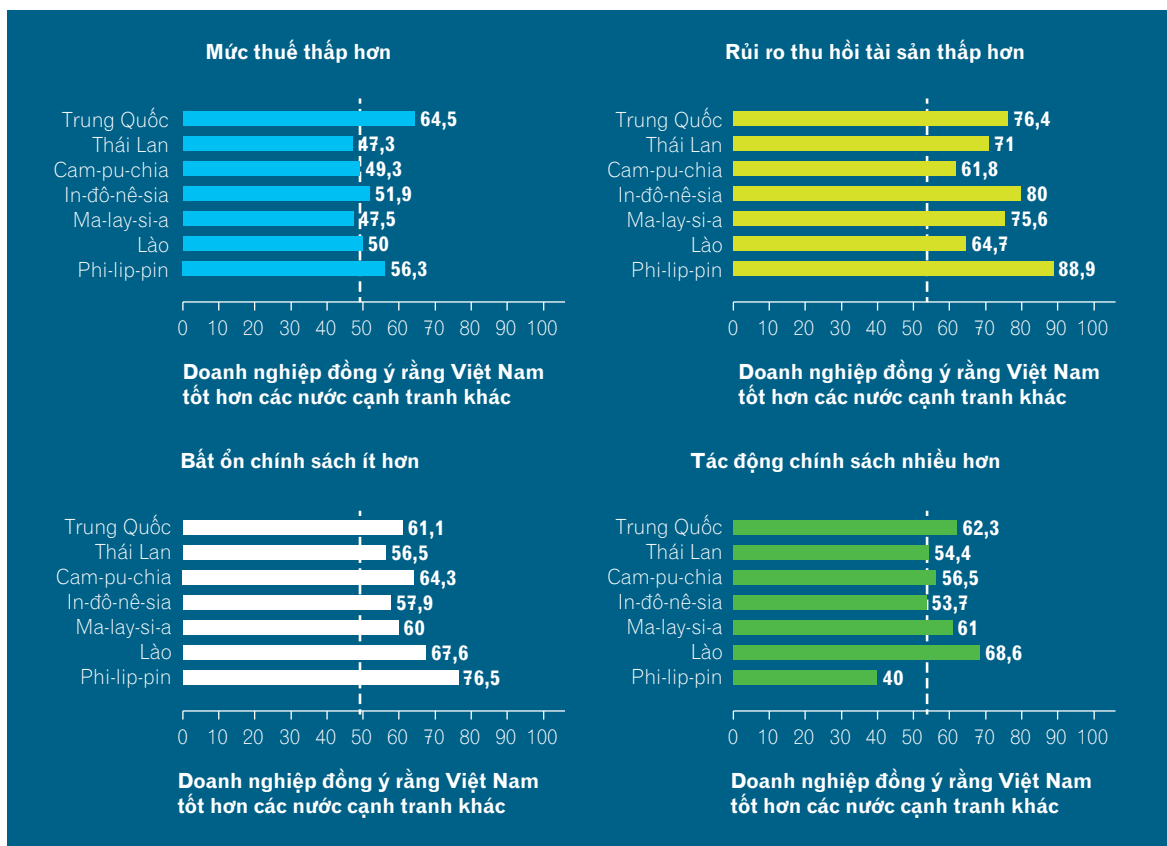 Mức thuế thấp hơn
Trung Quốc 64,5
Thái Lan 47,3
Cam-pu-chia 49,3
In-đô-nê-sia 51,9
Ma-lay-si-a 47,5
Lào 50
Phi-lip-pin 56,3
0 10 20 30 40 50 60 70 80 90 100
Doanh nghiệp đồng ý rằng Việt Nam
tốt hơn các nước cạnh tranh khác
Rủi ro thu hồi tài sản thấp hơn
Trung Quốc 76,4
Thái Lan 71
Cam-pu-chia 61,8
In-đô-nê-sia 80
Ma-lay-si-a 75,6
Lào 64,7
Phi-lip-pin 88,9
0 10 20 30 40 50 60 70 80 90 100
Doanh nghiệp đồng ý rằng Việt Nam
tốt hơn các nước cạnh tranh khác
Bất ổn chính sách ít hơn
Trung Quốc 61,1
Thái Lan 56,5
Cam-pu-chia 64,3
In-đô-nê-sia 57,9
Ma-lay-si-a 60
Lào 67,6
Phi-lip-pin 76,5
0 10 20 30 40 50 60 70 80 90 100
Doanh nghiệp đồng ý rằng Việt Nam
tốt hơn các nước cạnh tranh khác
Tác động chính sách nhiều hơn
Trung Quốc 62,3
Thái Lan 54,4
Cam-pu-chia 56,5
In-đô-nê-sia 53,7
Ma-lay-si-a 61
Lào 68,6
Phi-lip-pin 40
0 10 20 30 40 50 60 70 80 90 100
Doanh nghiệp đồng ý rằng Việt Nam
tốt hơn các nước cạnh tranh khác